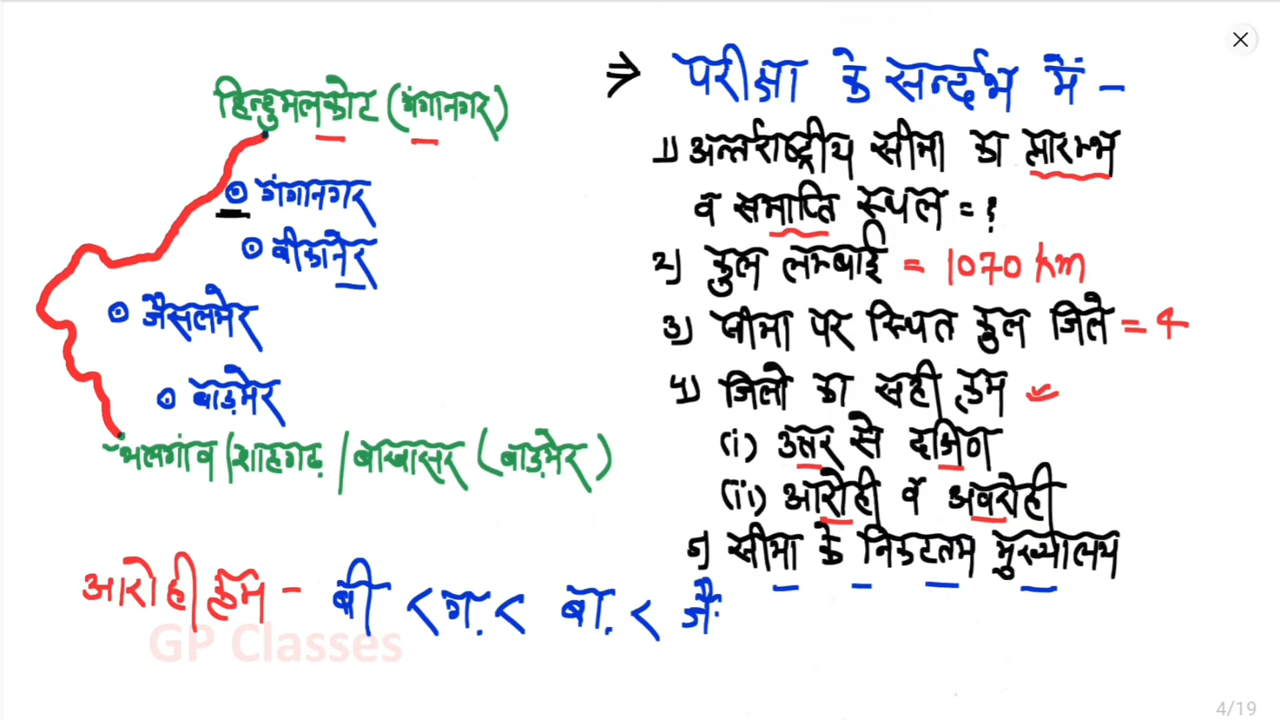 हिन्दुमलकोट (गंगानगर)
गंगानगर
बीकानेर
जैसलमेर
बाड़मेर
भलगांव / शाहगढ़ / बाखासर (बाड़मेर)
⇒ परीक्षा के सन्दर्भ में -
1) अर्न्तराष्ट्रीय सीमा का प्रारम्भ
व समाप्ति स्थल = ?
2) कुल लम्बाई = 1070 km
3) सीमा पर स्थित कुल जिले = 4
4) जिलो का सही क्रम
(i) उत्तर से दक्षिण
(ii) आरोही व अवरोही
5) सीमा के निकटतम मुख्यालय
आरोही क्रम - बी < ग. < बा. < जै.
GP Classes
4/19